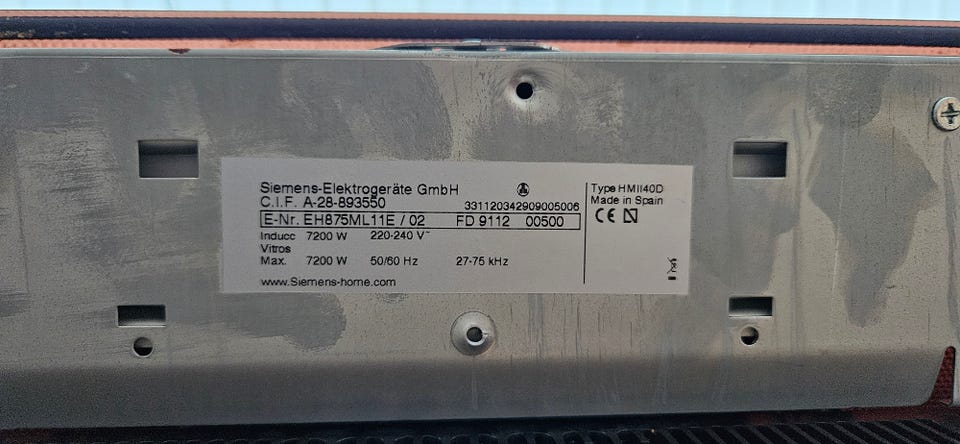 Siemens-Elektrogeräte GmbH
C.I.F. A-28-893550
331120342909005006
E-Nr. EH875ML11E / 02 FD 9112 00500
Inducc 7200 W 220-240 V~
Vitros
Max. 7200 W 50/60 Hz 27-75 kHz
www.Siemens-home.com
Type HMII40D
Made in Spain
CE